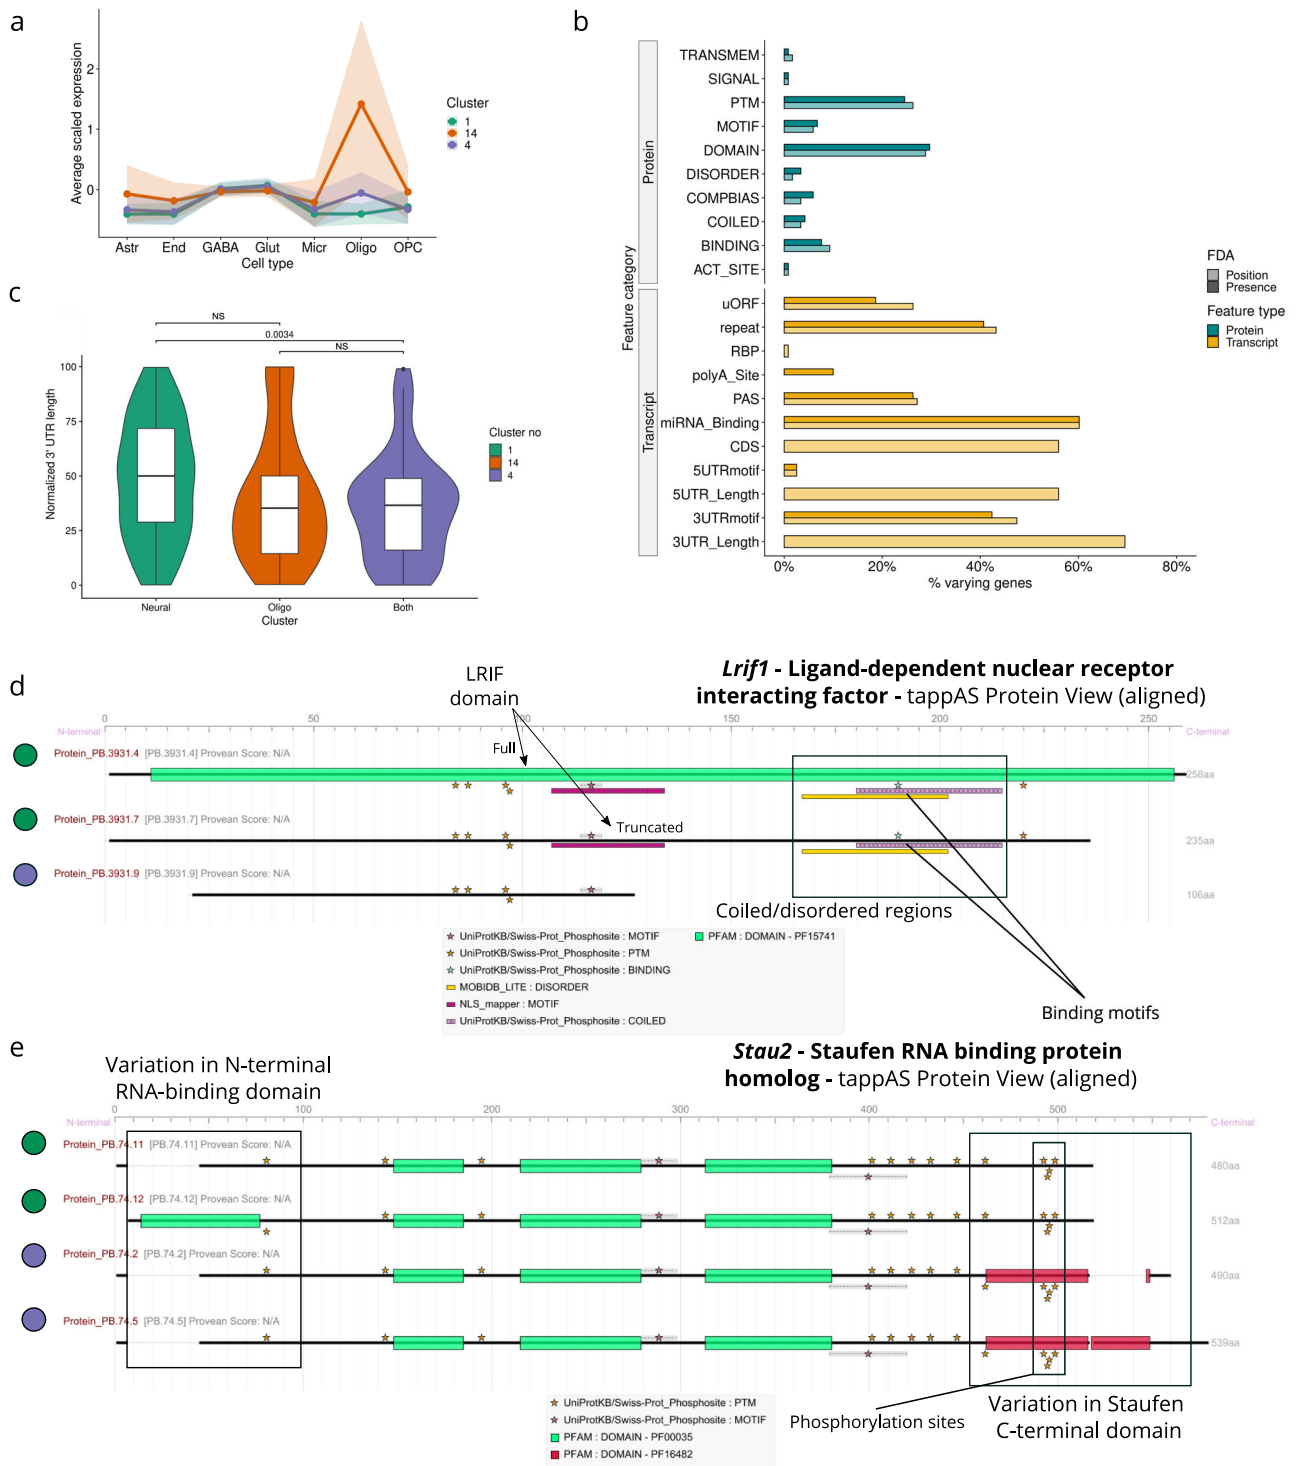 a
Average scaled expression
2
1
0
Astr End GABA Glut Micr Oligo OPC
Cell type
Cluster
1
14
4
b
Feature category
Protein
TRANSMEM
SIGNAL
PTM
MOTIF
DOMAIN
DISORDER
COMPBIAS
COILED
BINDING
ACT_SITE
Transcript
uORF
repeat
RBP
polyA_Site
PAS
miRNA_Binding
CDS
5UTRmotif
5UTR_Length
3UTRmotif
3UTR_Length
0% 20% 40% 60% 80%
% varying genes
FDA
Position
Presence
Feature type
Protein
Transcript
c
NS
0.0034
NS
Normalized 3' UTR length
100
75
50
25
0
Neural Oligo Both
Cluster
Cluster no
1
14
4
d
LRIF
domain
Lrif1 - Ligand-dependent nuclear receptor
interacting factor - tappAS Protein View (aligned)
0 50 100 150 200 250
N-terminal C-terminal
Full
Protein_PB.3931.4 [PB.3931.4] Provean Score: N/A
258aa
Protein_PB.3931.7 [PB.3931.7] Provean Score: N/A
Truncated
235aa
Protein_PB.3931.9 [PB.3931.9] Provean Score: N/A
106aa
Coiled/disordered regions
Binding motifs
UniProtKB/Swiss-Prot_Phosphosite : MOTIF PFAM : DOMAIN - PF15741
UniProtKB/Swiss-Prot_Phosphosite : PTM
UniProtKB/Swiss-Prot_Phosphosite : BINDING
MOBIDB_LITE : DISORDER
NLS_mapper : MOTIF
UniProtKB/Swiss-Prot_Phosphosite : COILED
e
Variation in N-terminal
RNA-binding domain
Stau2 - Staufen RNA binding protein
homolog - tappAS Protein View (aligned)
0 100 200 300 400 500
N-terminal C-terminal
Protein_PB.74.11 [PB.74.11] Provean Score: N/A
480aa
Protein_PB.74.12 [PB.74.12] Provean Score: N/A
512aa
Protein_PB.74.2 [PB.74.2] Provean Score: N/A
490aa
Protein_PB.74.5 [PB.74.5] Provean Score: N/A
539aa
Phosphorylation sites
Variation in Staufen
C-terminal domain
UniProtKB/Swiss-Prot_Phosphosite : PTM
UniProtKB/Swiss-Prot_Phosphosite : MOTIF
PFAM : DOMAIN - PF00035
PFAM : DOMAIN - PF16482